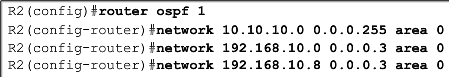 R2(config)#router ospf 1
R2(config-router)#network 10.10.10.0 0.0.0.255 area 0
R2(config-router)#network 192.168.10.0 0.0.0.3 area 0
R2(config-router)#network 192.168.10.8 0.0.0.3 area 0